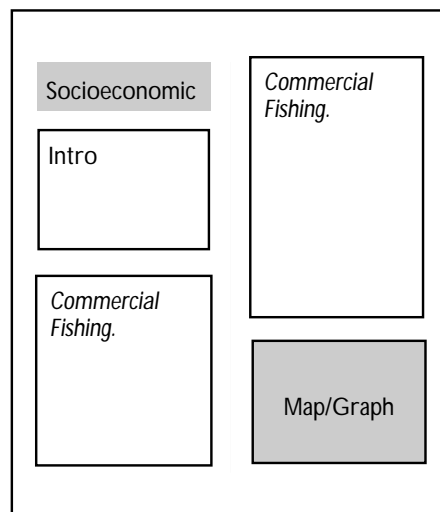 Socioeconomic
Intro
Commercial
Fishing.
Commercial
Fishing.
Map/Graph